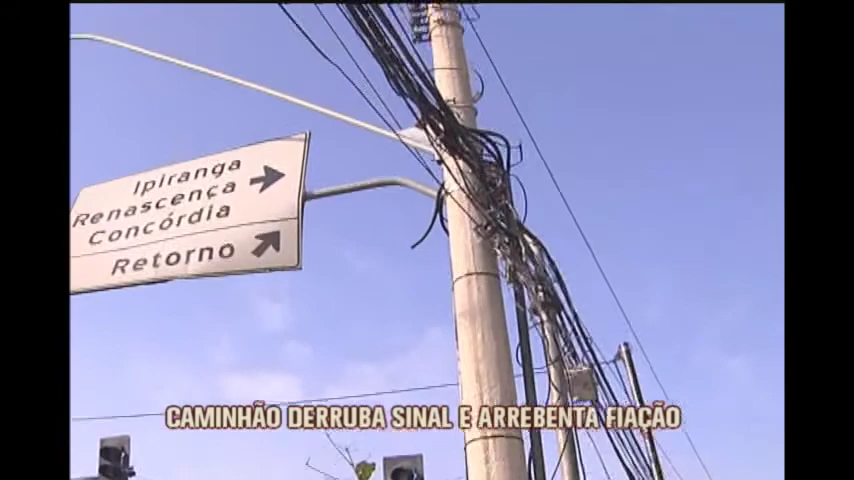 Ipiranga
Renascença
Concórdia
Retorno
CAMINHÃO DERRUBA SINAL E ARREBENTA FIAÇÃO